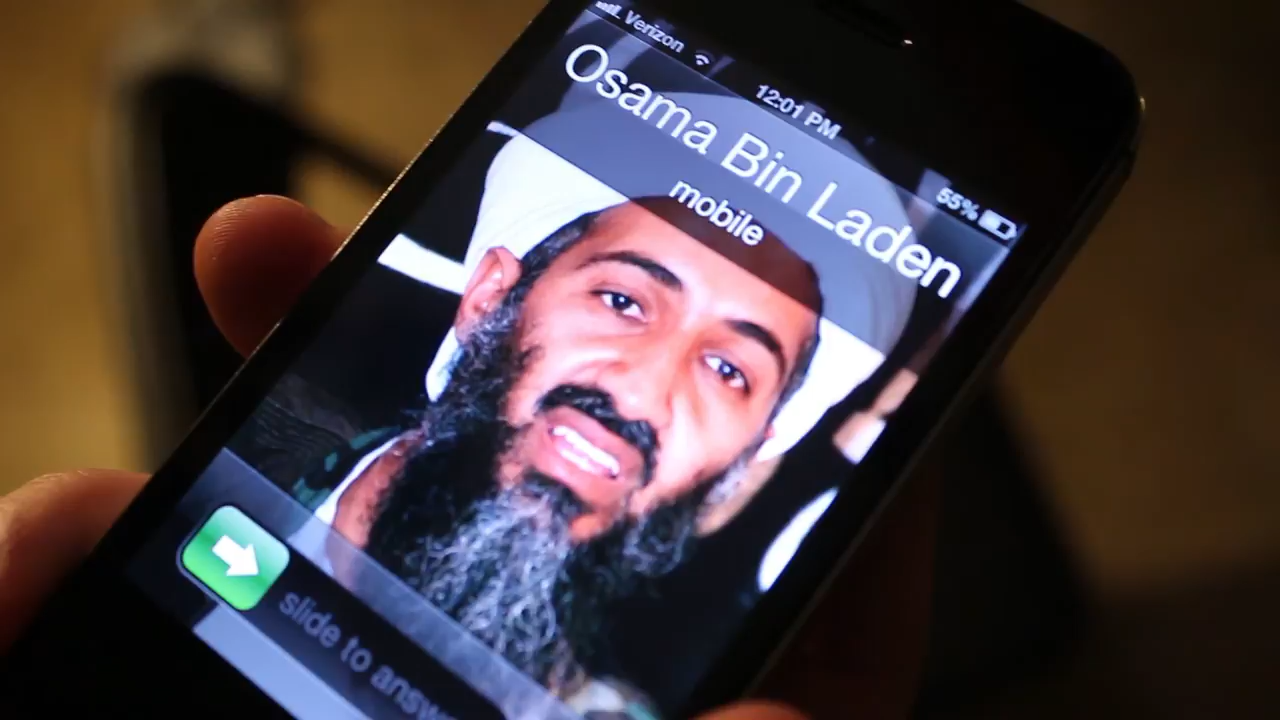 Verizon
12:01 PM
55%
Osama Bin Laden
mobile
slide to answ